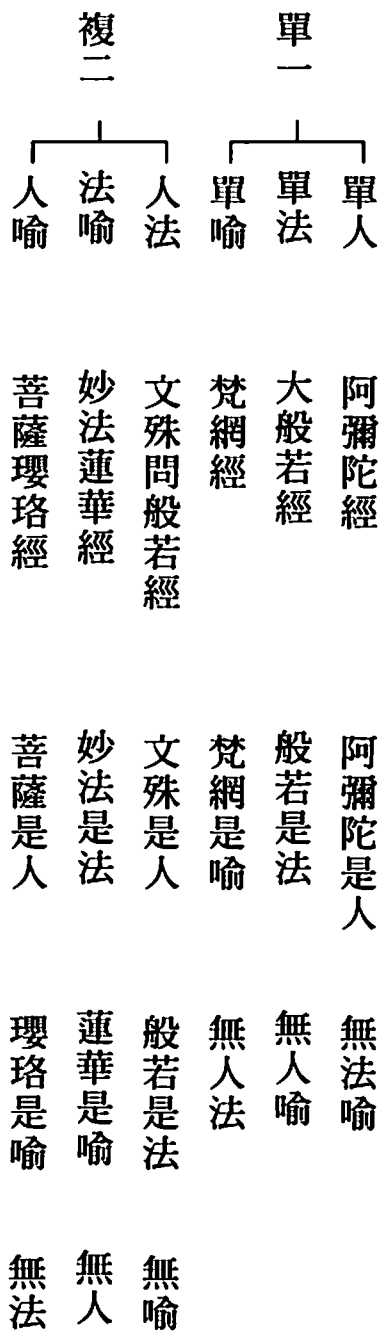 單一
單人　阿彌陀經　阿彌陀是人　無法喻
單法　大般若經　般若是法　無人喻
單喻　梵網經　梵網是喻　無人法
複二
人法　文殊問般若經　文殊是人　般若是法　無喻
法喻　妙法蓮華經　妙法是法　蓮華是喻　無人
人喻　菩薩瓔珞經　菩薩是人　瓔珞是喻　無法